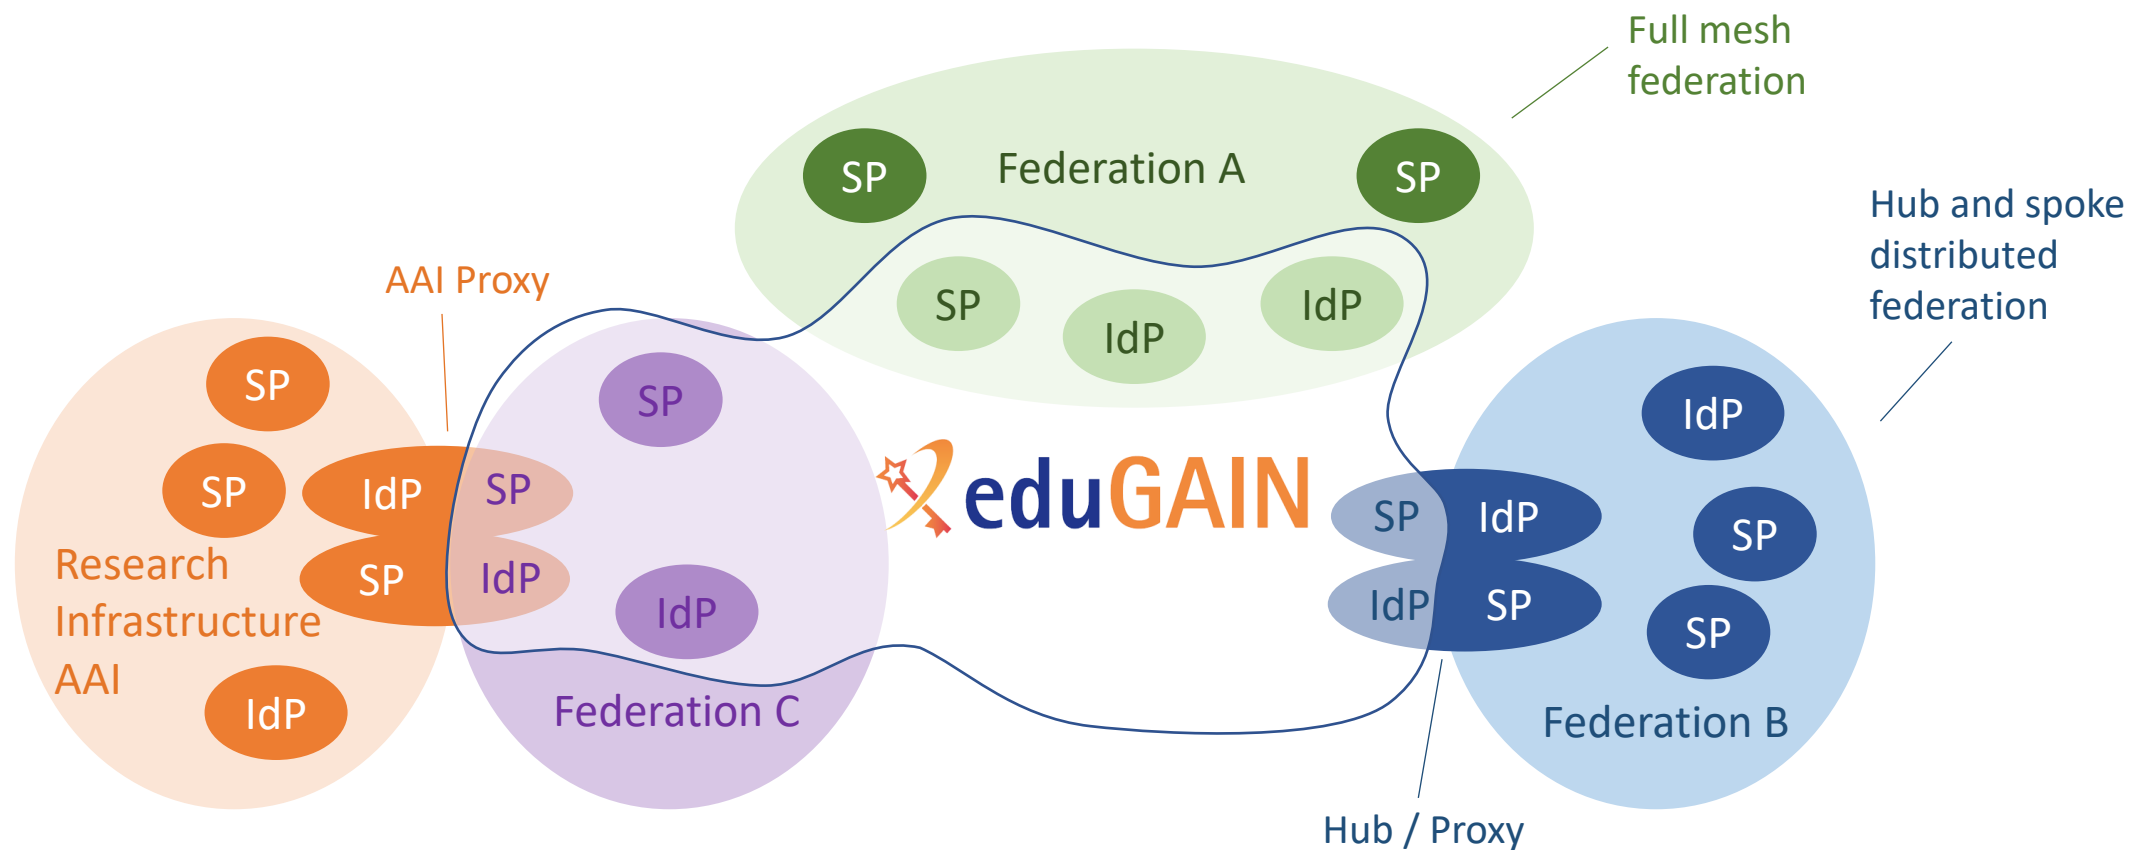 Full mesh
federation
SP
Federation A
SP
Hub and spoke
distributed
federation
AAI Proxy
SP
IdP
IdP
SP
SP
IdP
SP
IdP
SP
eduGAIN
SP
IdP
SP
Research
Infrastructure
AAI
SP
IdP
IdP
IdP
SP
SP
IdP
Federation C
Federation B
Hub / Proxy